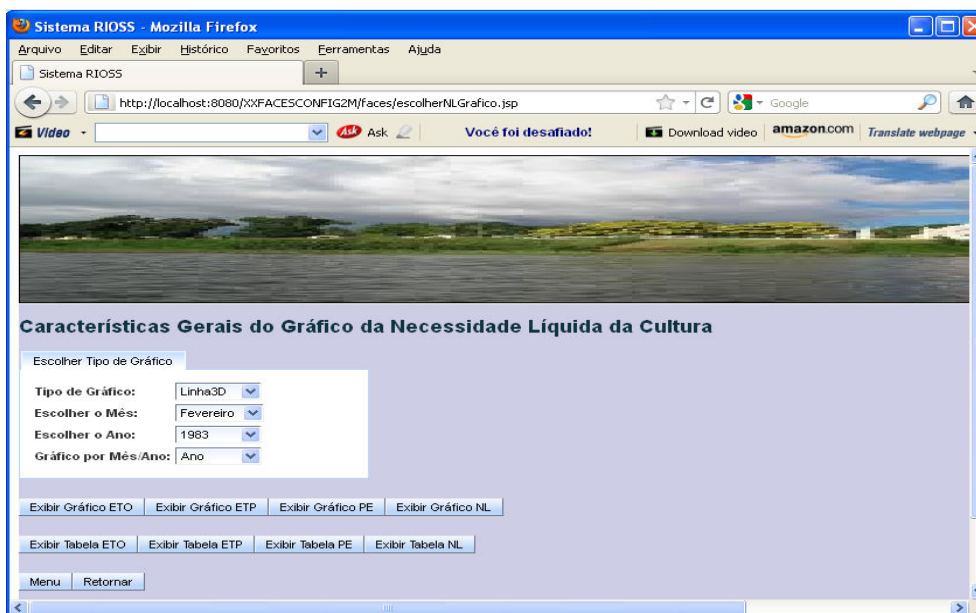 Sistema RIOSS - Mozilla Firefox
Arquivo Editar Exibir Histórico Favoritos Ferramentas Ajuda
Sistema RIOSS +
http://localhost:8080/XXFACESCONFIG2M/faces/escolherNLGrafico.jsp Google
Video Ask Ask Você foi desafiado! Download video amazon.com Translate webpage
Características Gerais do Gráfico da Necessidade Líquida da Cultura
Escolher Tipo de Gráfico
Tipo de Gráfico: Linha3D
Escolher o Mês: Fevereiro
Escolher o Ano: 1983
Gráfico por Mês/Ano: Ano
Exibir Gráfico ETO Exibir Gráfico ETP Exibir Gráfico PE Exibir Gráfico NL
Exibir Tabela ETO Exibir Tabela ETP Exibir Tabela PE Exibir Tabela NL
Menu Retornar